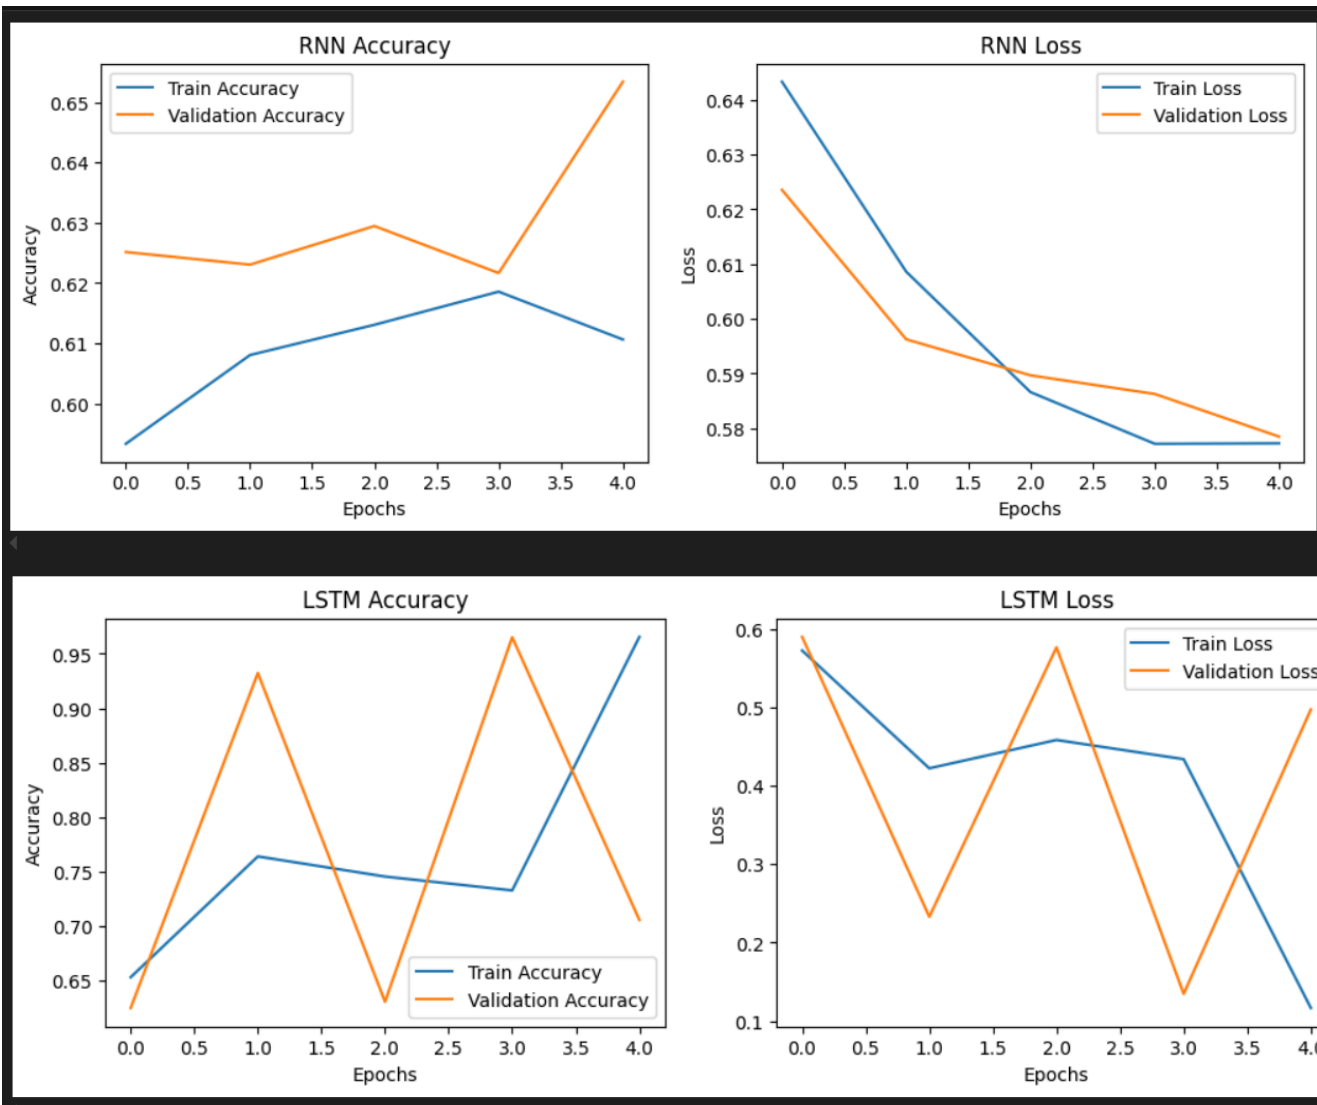 RNN Accuracy
Train Accuracy
Validation Accuracy
0.65
0.64
0.63
0.62
0.61
0.60
Accuracy
0.0 0.5 1.0 1.5 2.0 2.5 3.0 3.5 4.0
Epochs
RNN Loss
Train Loss
Validation Loss
0.64
0.63
0.62
0.61
0.60
0.59
0.58
Loss
0.0 0.5 1.0 1.5 2.0 2.5 3.0 3.5 4.0
Epochs
LSTM Accuracy
0.95
0.90
0.85
0.80
0.75
0.70
0.65
Accuracy
Train Accuracy
Validation Accuracy
0.0 0.5 1.0 1.5 2.0 2.5 3.0 3.5 4.0
Epochs
LSTM Loss
Train Loss
Validation Loss
0.6
0.5
0.4
0.3
0.2
0.1
Loss
0.0 0.5 1.0 1.5 2.0 2.5 3.0 3.5
Epochs